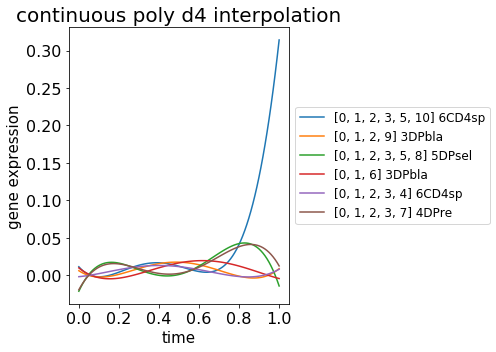 continuous poly d4 interpolation
gene expression
0.30
0.25
0.20
0.15
0.10
0.05
0.00
0.0 0.2 0.4 0.6 0.8 1.0
time
[0, 1, 2, 3, 5, 10] 6CD4sp
[0, 1, 2, 9] 3DPbla
[0, 1, 2, 3, 5, 8] 5DPsel
[0, 1, 6] 3DPbla
[0, 1, 2, 3, 4] 6CD4sp
[0, 1, 2, 3, 7] 4DPre